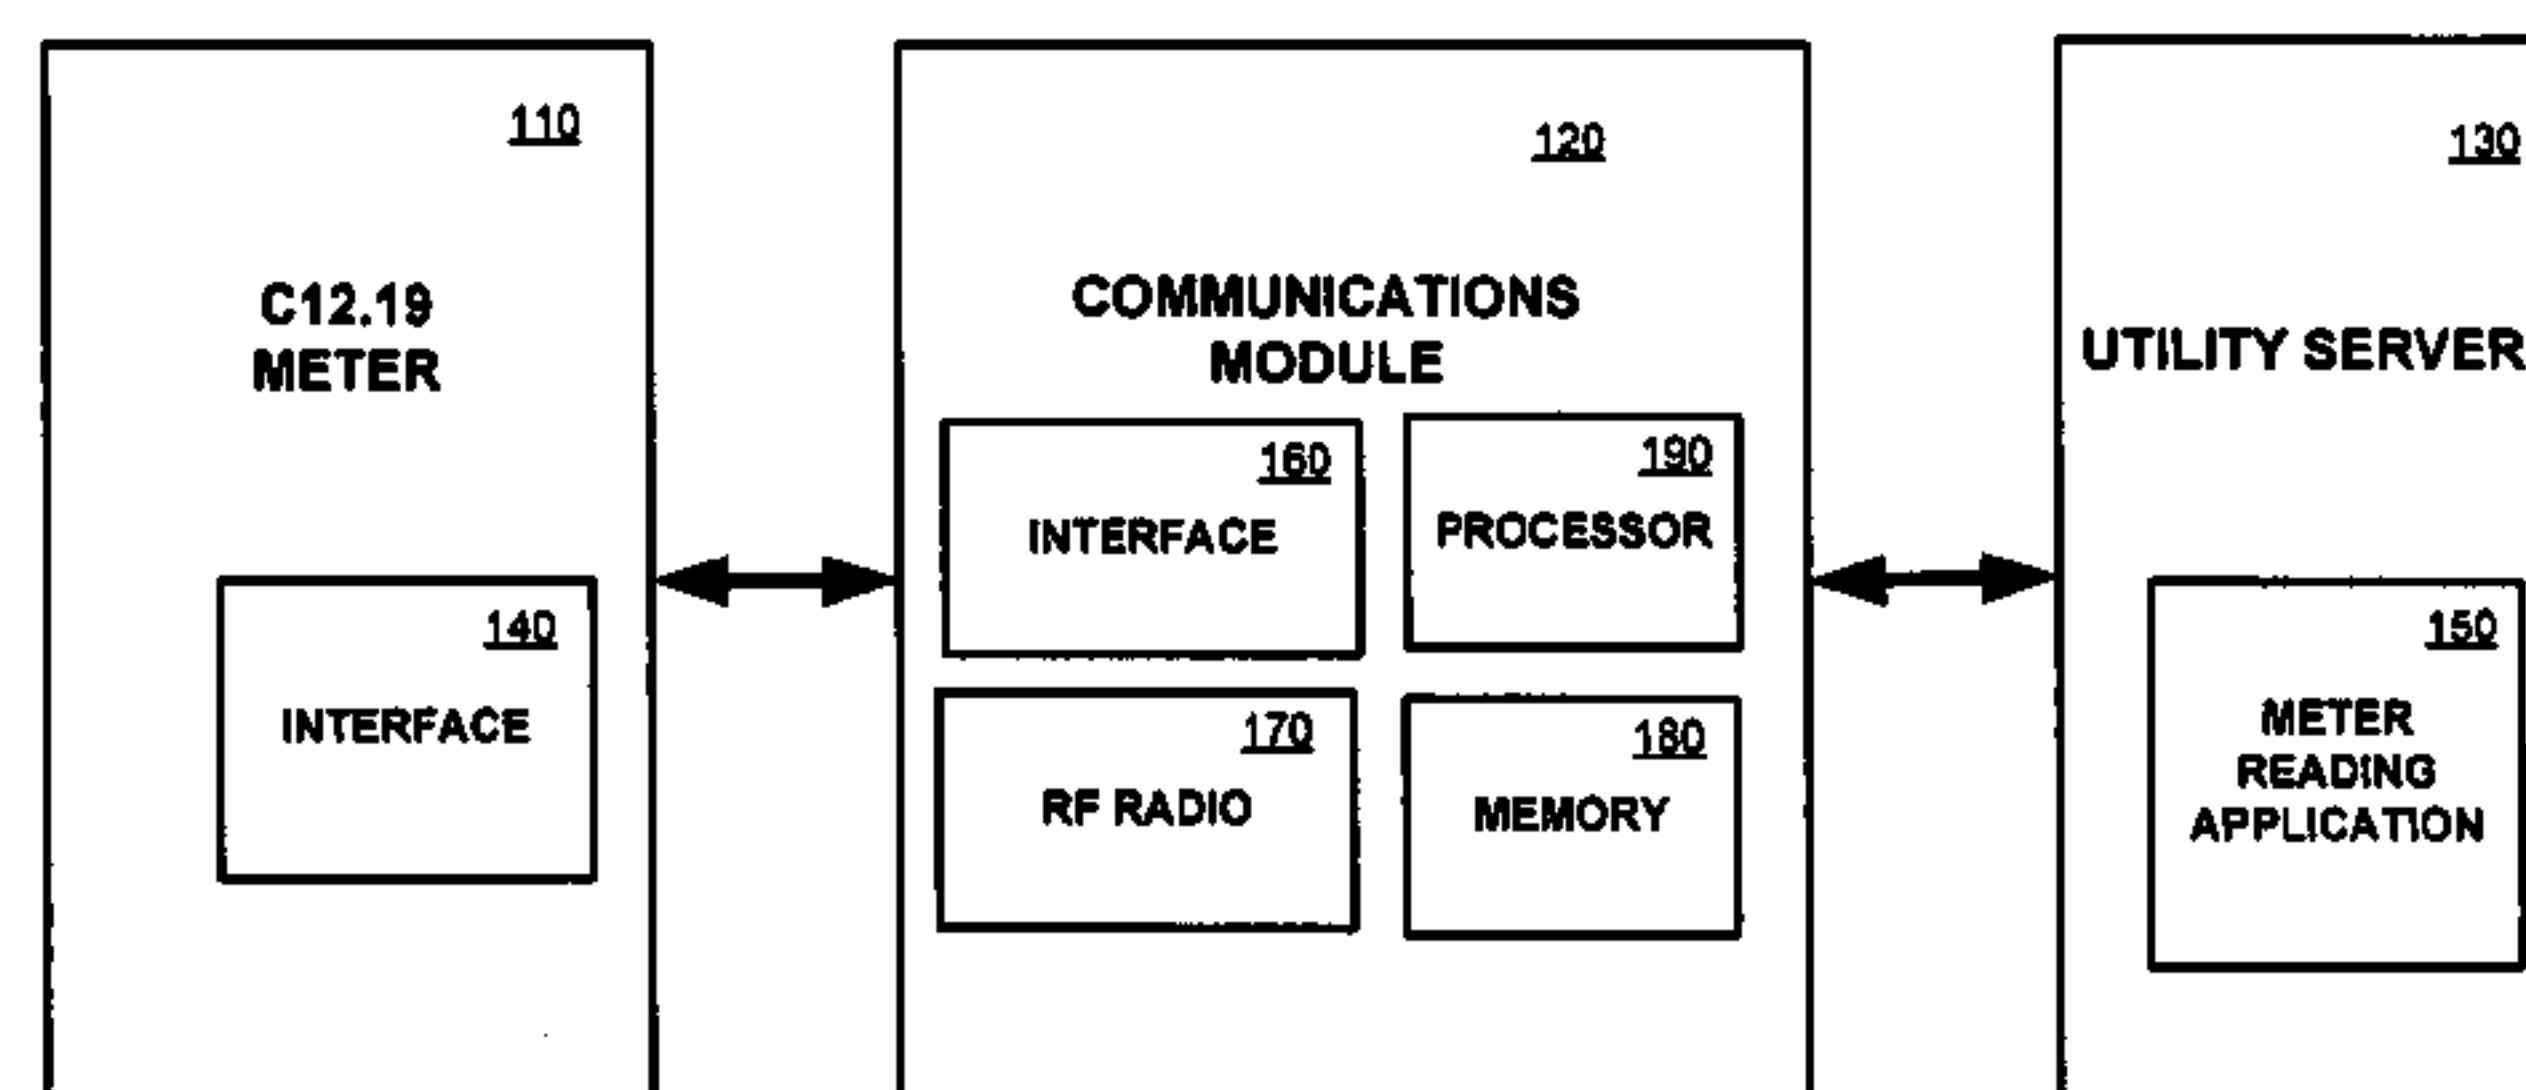 110
C12.19
METER
140
INTERFACE
120
COMMUNICATIONS
MODULE
160
INTERFACE
190
PROCESSOR
170
RF RADIO
180
MEMORY
130
UTILITY SERVER
150
METER
READING
APPLICATION